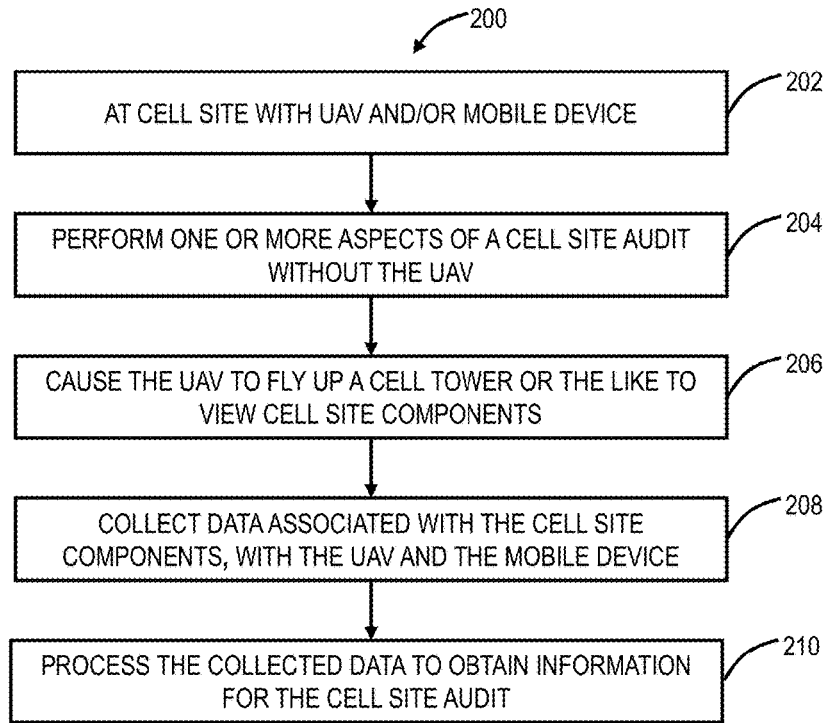 200
AT CELL SITE WITH UAV AND/OR MOBILE DEVICE
202
PERFORM ONE OR MORE ASPECTS OF A CELL SITE AUDIT
WITHOUT THE UAV
204
CAUSE THE UAV TO FLY UP A CELL TOWER OR THE LIKE TO
VIEW CELL SITE COMPONENTS
206
COLLECT DATA ASSOCIATED WITH THE CELL SITE
COMPONENTS, WITH THE UAV AND THE MOBILE DEVICE
208
PROCESS THE COLLECTED DATA TO OBTAIN INFORMATION
FOR THE CELL SITE AUDIT
210